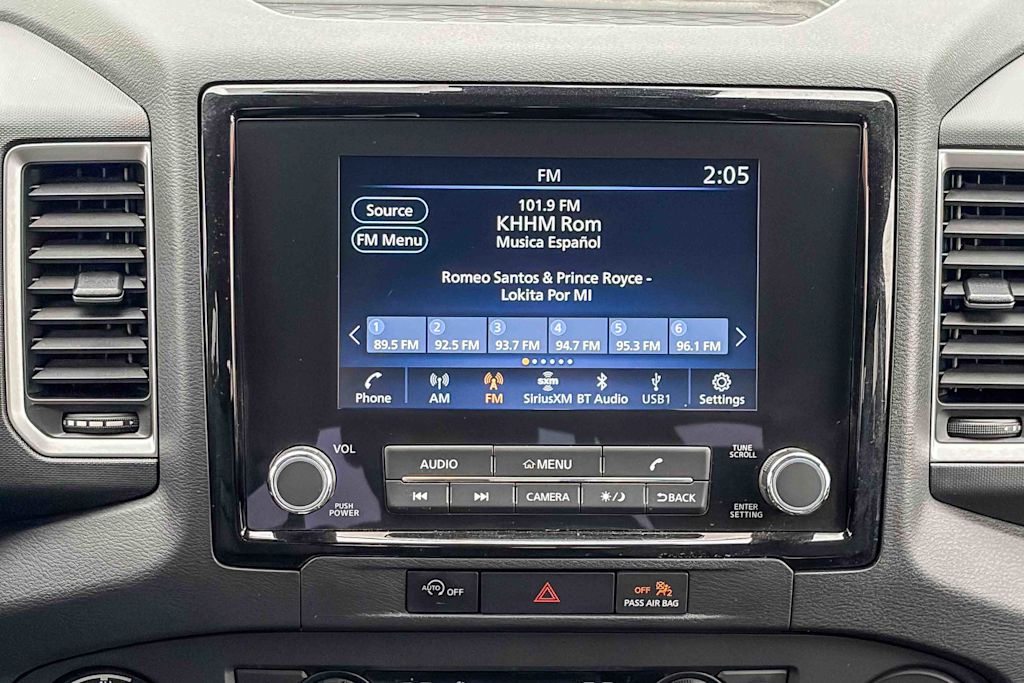 FM
2:05
Source
101.9 FM
KHHM Rom
FM Menu
Musica Español
Romeo Santos & Prince Royce -
Lokita Por MI
1 2 3 4 5 6
89.5 FM 92.5 FM 93.7 FM 94.7 FM 95.3 FM 96.1 FM
sxm
Phone AM FM SiriusXM BT Audio USB1 Settings
VOL
PUSH
POWER
AUDIO MENU
CAMERA BACK
TUNE
SCROLL
ENTER
SETTING
AUTO OFF
OFF 2
PASS AIR BAG